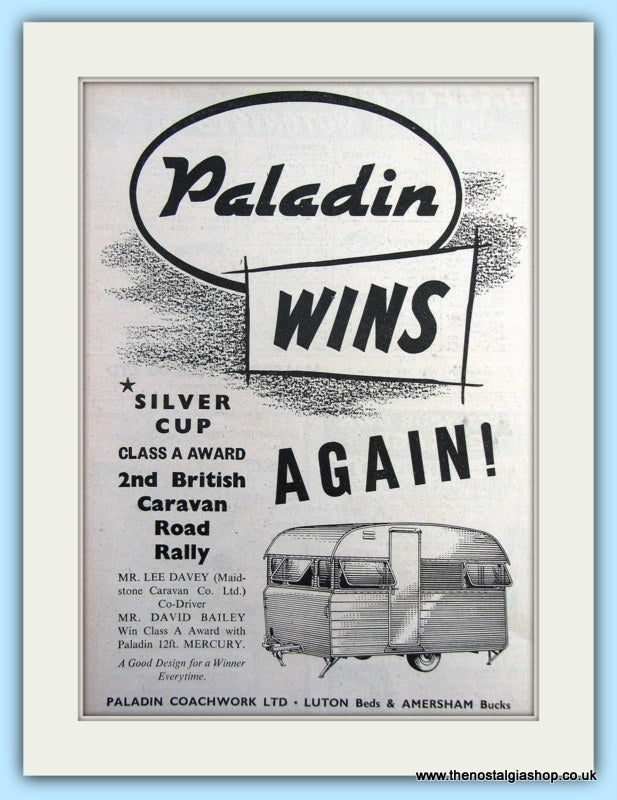 Paladin
WINS
AGAIN!
*SILVER
CUP
CLASS A AWARD
2nd British
Caravan
Road
Rally
MR. LEE DAVEY (Maid-
stone Caravan Co. Ltd.)
Co-Driver
MR. DAVID BAILEY
Win Class A Award with
Paladin 12ft. MERCURY.
A Good Design for a Winner
Everytime.
PALADIN COACHWORK LTD · LUTON Beds & AMERSHAM Bucks
www.thenostalgiashop.co.uk